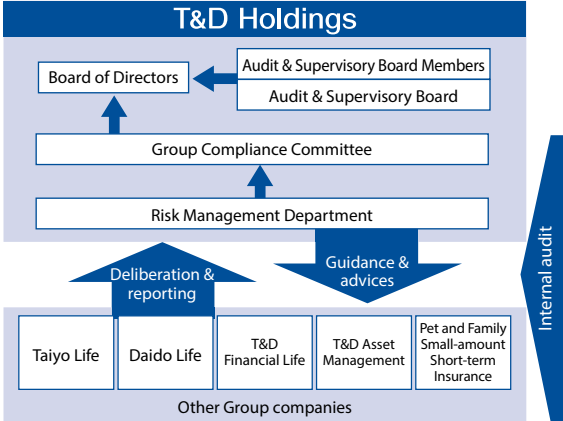 T&D Holdings
Board of Directors
Audit & Supervisory Board Members
Audit & Supervisory Board
Group Compliance Committee
Risk Management Department
Deliberation &
reporting
Guidance &
advices
Internal audit
Taiyo Life
Daido Life
T&D
Financial Life
T&D Asset
Management
Pet and Family
Small-amount
Short-term
Insurance
Other Group companies